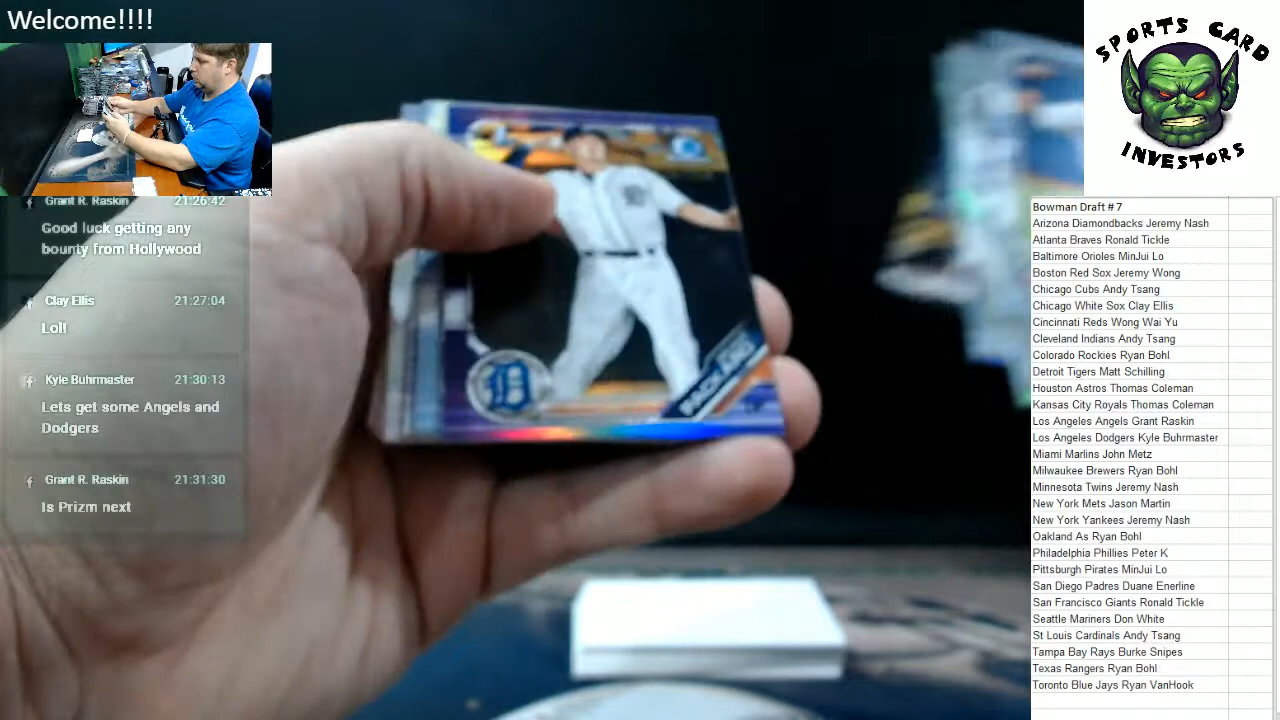 Welcome!!!!
SPORTS CARD
INVESTORS
Grant R. Raskin 21:26:42
Good luck getting any
bounty from Hollywood
Clay Ellis 21:27:04
Lol!
Kyle Buhrmaster 21:30:13
Lets get some Angels and
Dodgers
Grant R. Raskin 21:31:30
Is Prizm next
PACKARD
D
Bowman Draft # 7
Arizona Diamondbacks Jeremy Nash
Atlanta Braves Ronald Tickle
Baltimore Orioles MinJui Lo
Boston Red Sox Jeremy Wong
Chicago Cubs Andy Tsang
Chicago White Sox Clay Ellis
Cincinnati Reds Wong Wai Yu
Cleveland Indians Andy Tsang
Colorado Rockies Ryan Bohl
Detroit Tigers Matt Schilling
Houston Astros Thomas Coleman
Kansas City Royals Thomas Coleman
Los Angeles Angels Grant Raskin
Los Angeles Dodgers Kyle Buhrmaster
Miami Marlins John Metz
Milwaukee Brewers Ryan Bohl
Minnesota Twins Jeremy Nash
New York Mets Jason Martin
New York Yankees Jeremy Nash
Oakland As Ryan Bohl
Philadelphia Phillies Peter K
Pittsburgh Pirates MinJui Lo
San Diego Padres Duane Enerline
San Francisco Giants Ronald Tickle
Seattle Mariners Don White
St Louis Cardinals Andy Tsang
Tampa Bay Rays Burke Snipes
Texas Rangers Ryan Bohl
Toronto Blue Jays Ryan VanHook